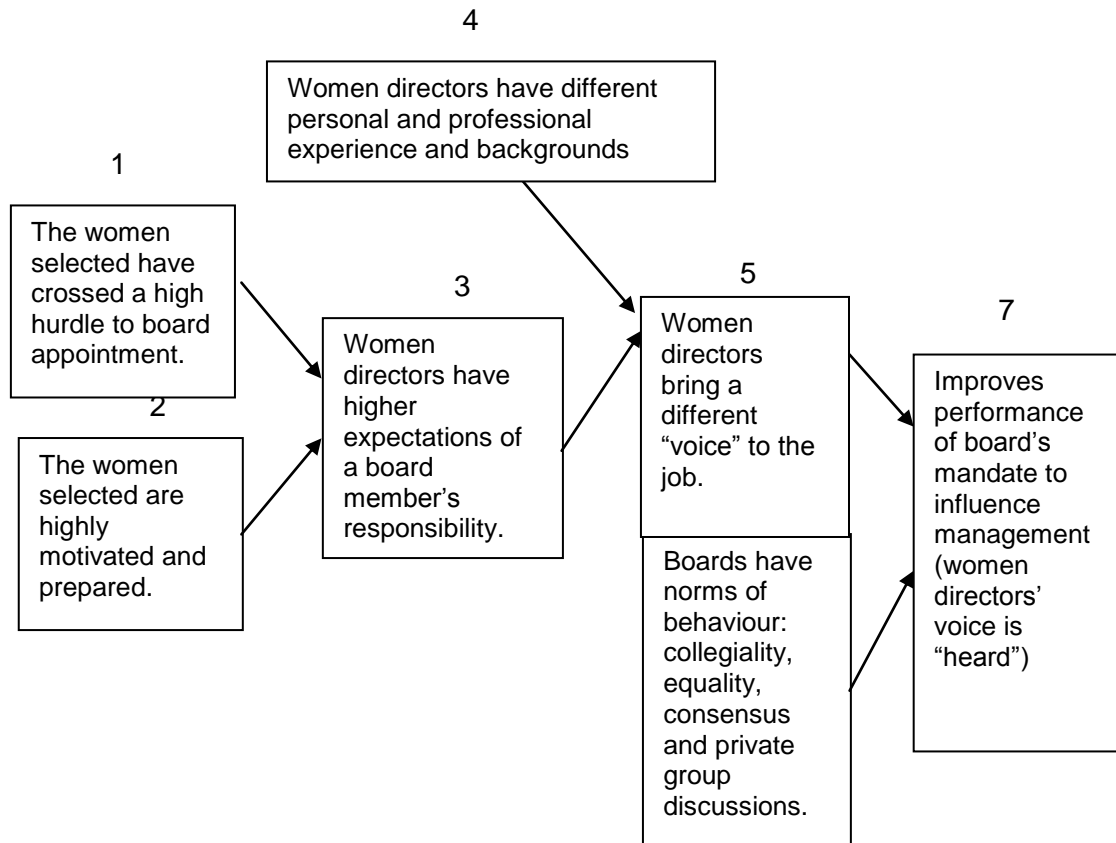 4
Women directors have different
personal and professional
experience and backgrounds
1
The women
selected have
crossed a high
hurdle to board
appointment.
2
The women
selected are
highly
motivated and
prepared.
3
Women
directors have
higher
expectations of
a board
member’s
responsibility.
5
Women
directors
bring a
different
“voice” to the
job.
Boards have
norms of
behaviour:
collegiality,
equality,
consensus
and private
group
discussions.
7
Improves
performance
of board’s
mandate to
influence
management
(women
directors’
voice is
“heard”)